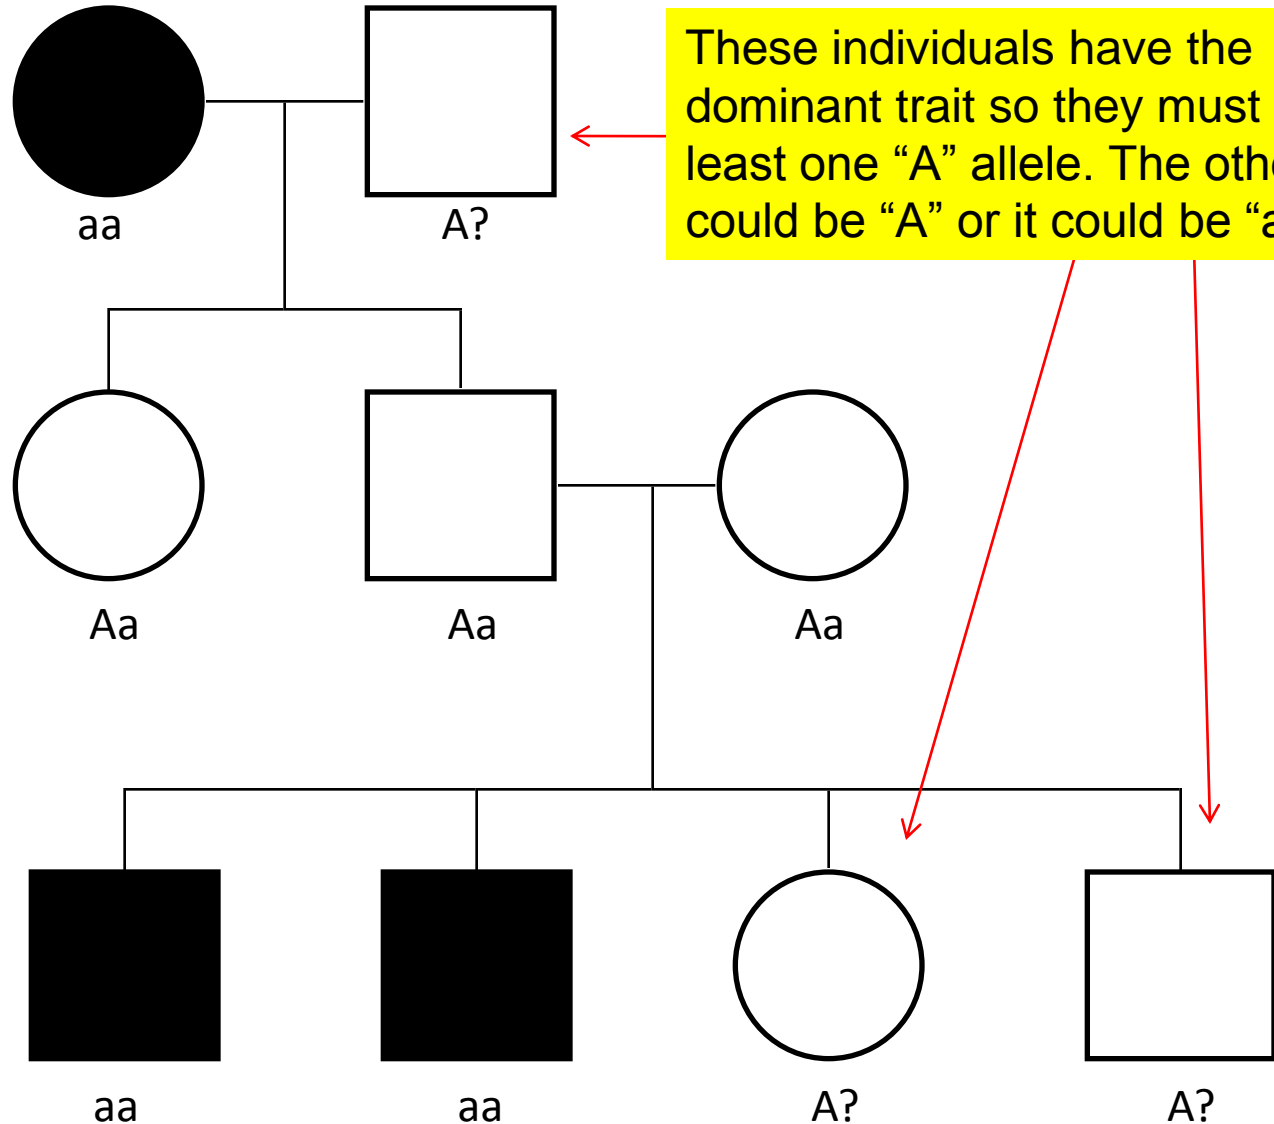 These individuals have the
dominant trait so they must
least one “A” allele. The
could be “A” or it could be
aa
A?
Aa
Aa
Aa
aa
aa
A?
A?